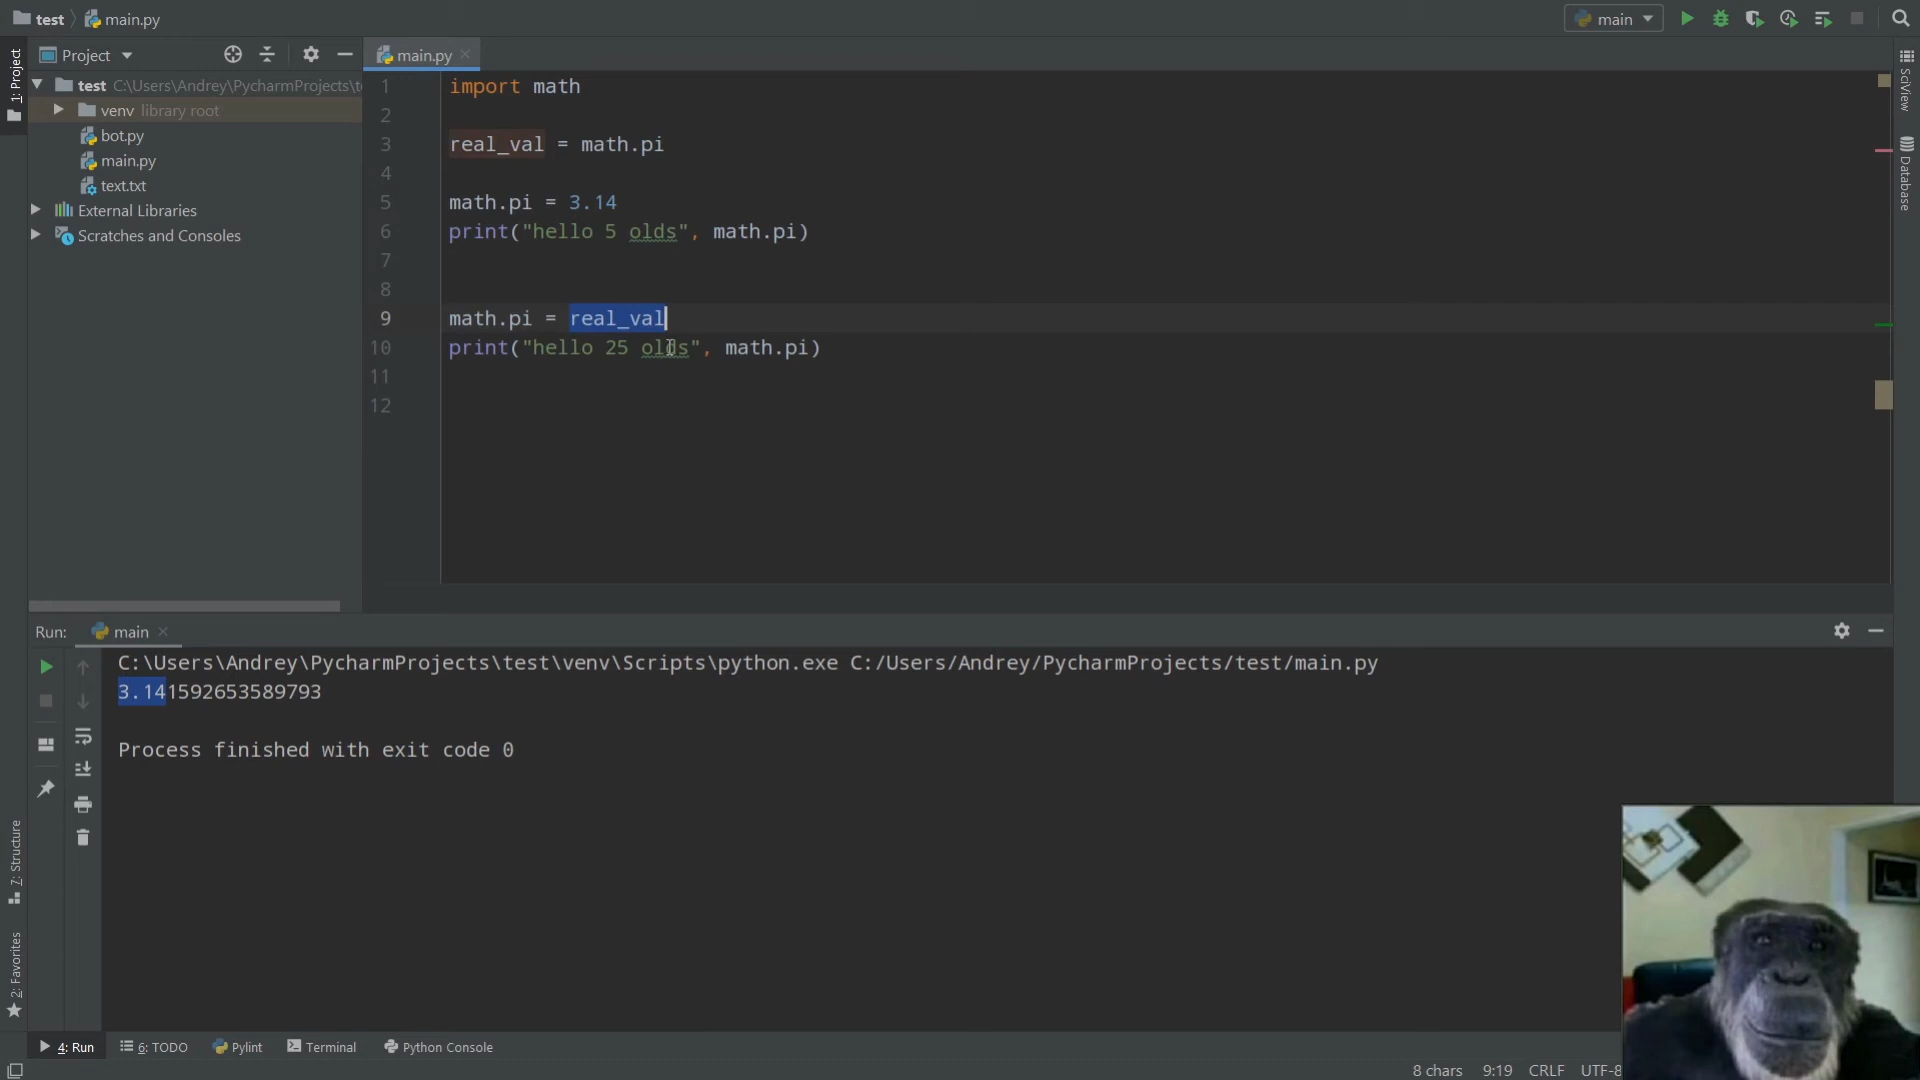 test main.py
main
1: Project
Project
main.py
test C:\Users\Andrey\PycharmProjects\t
venv library root
bot.py
main.py
text.txt
External Libraries
Scratches and Consoles
1 import math
2
3 real_val = math.pi
4
5 math.pi = 3.14
6 print("hello 5 olds", math.pi)
7
8
9 math.pi = real_val
10 print("hello 25 olds", math.pi)
11
12
SciView
Database
Run: main
C:\Users\Andrey\PycharmProjects\test\venv\Scripts\python.exe C:/Users/Andrey/PycharmProjects/test/main.py
3.141592653589793
Process finished with exit code 0
7: Structure
2: Favorites
4: Run 6: TODO Pylint Terminal Python Console
8 chars 9:19 CRLF UTF-8